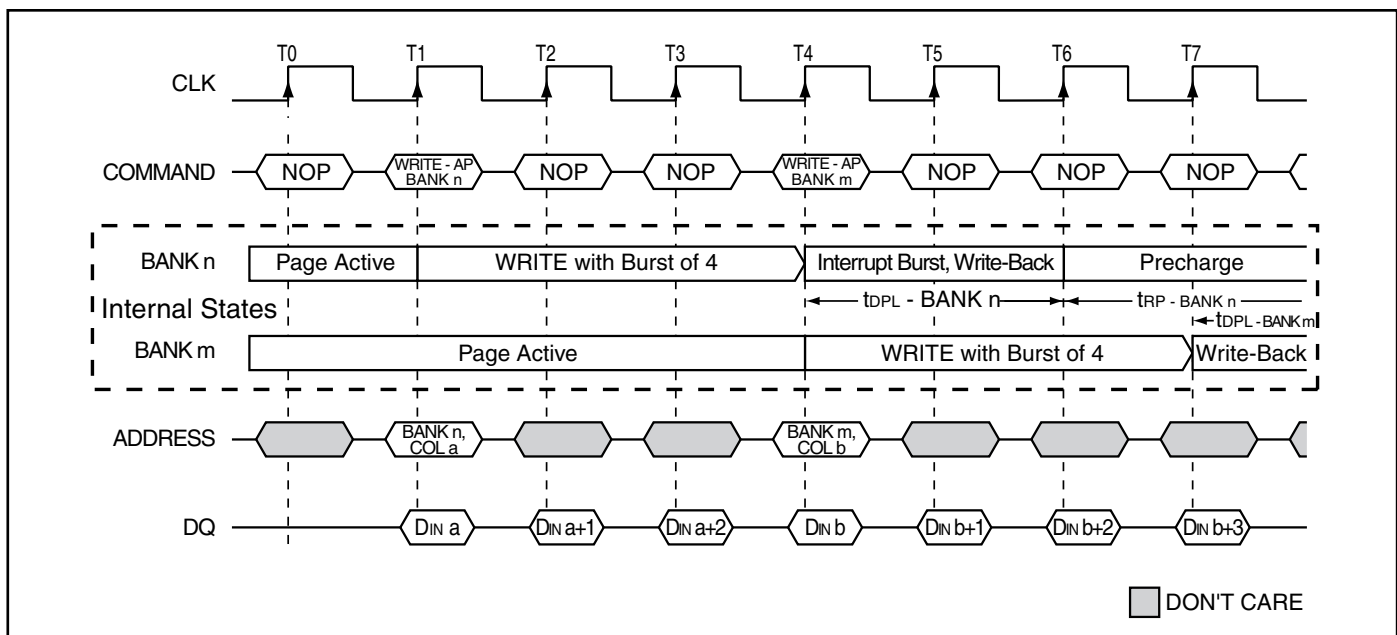 T0 T1 T2 T3 T4 T5 T6 T7
CLK
COMMAND NOP WRITE - AP BANK n NOP NOP WRITE - AP BANK m NOP NOP NOP
BANK n Page Active WRITE with Burst of 4 Interrupt Burst, Write-Back Precharge
tDPL - BANK n tRP - BANK n
Internal States
tDPL - BANK m
BANK m Page Active WRITE with Burst of 4 Write-Back
ADDRESS BANK n, COL a BANK m, COL b
DQ DIN a DIN a+1 DIN a+2 DIN b DIN b+1 DIN b+2 DIN b+3
DON'T CARE